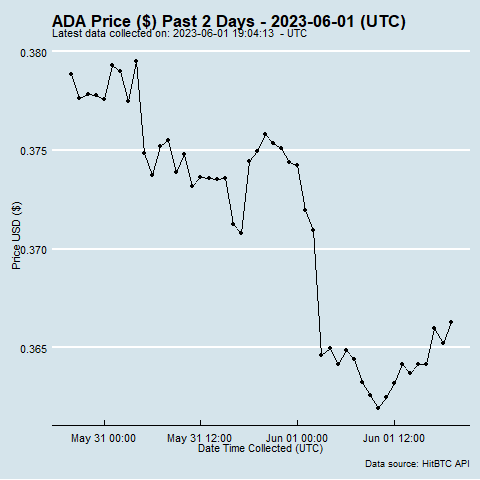 ADA Price ($) Past 2 Days - 2023-06-01 (UTC)
Latest data collected on: 2023-06-01 19:04:13  - UTC
0.380
0.375
0.370
0.365
Price USD ($)
May 31 00:00
May 31 12:00
Jun 01 00:00
Jun 01 12:00
Date Time Collected (UTC)
Data source: HitBTC API